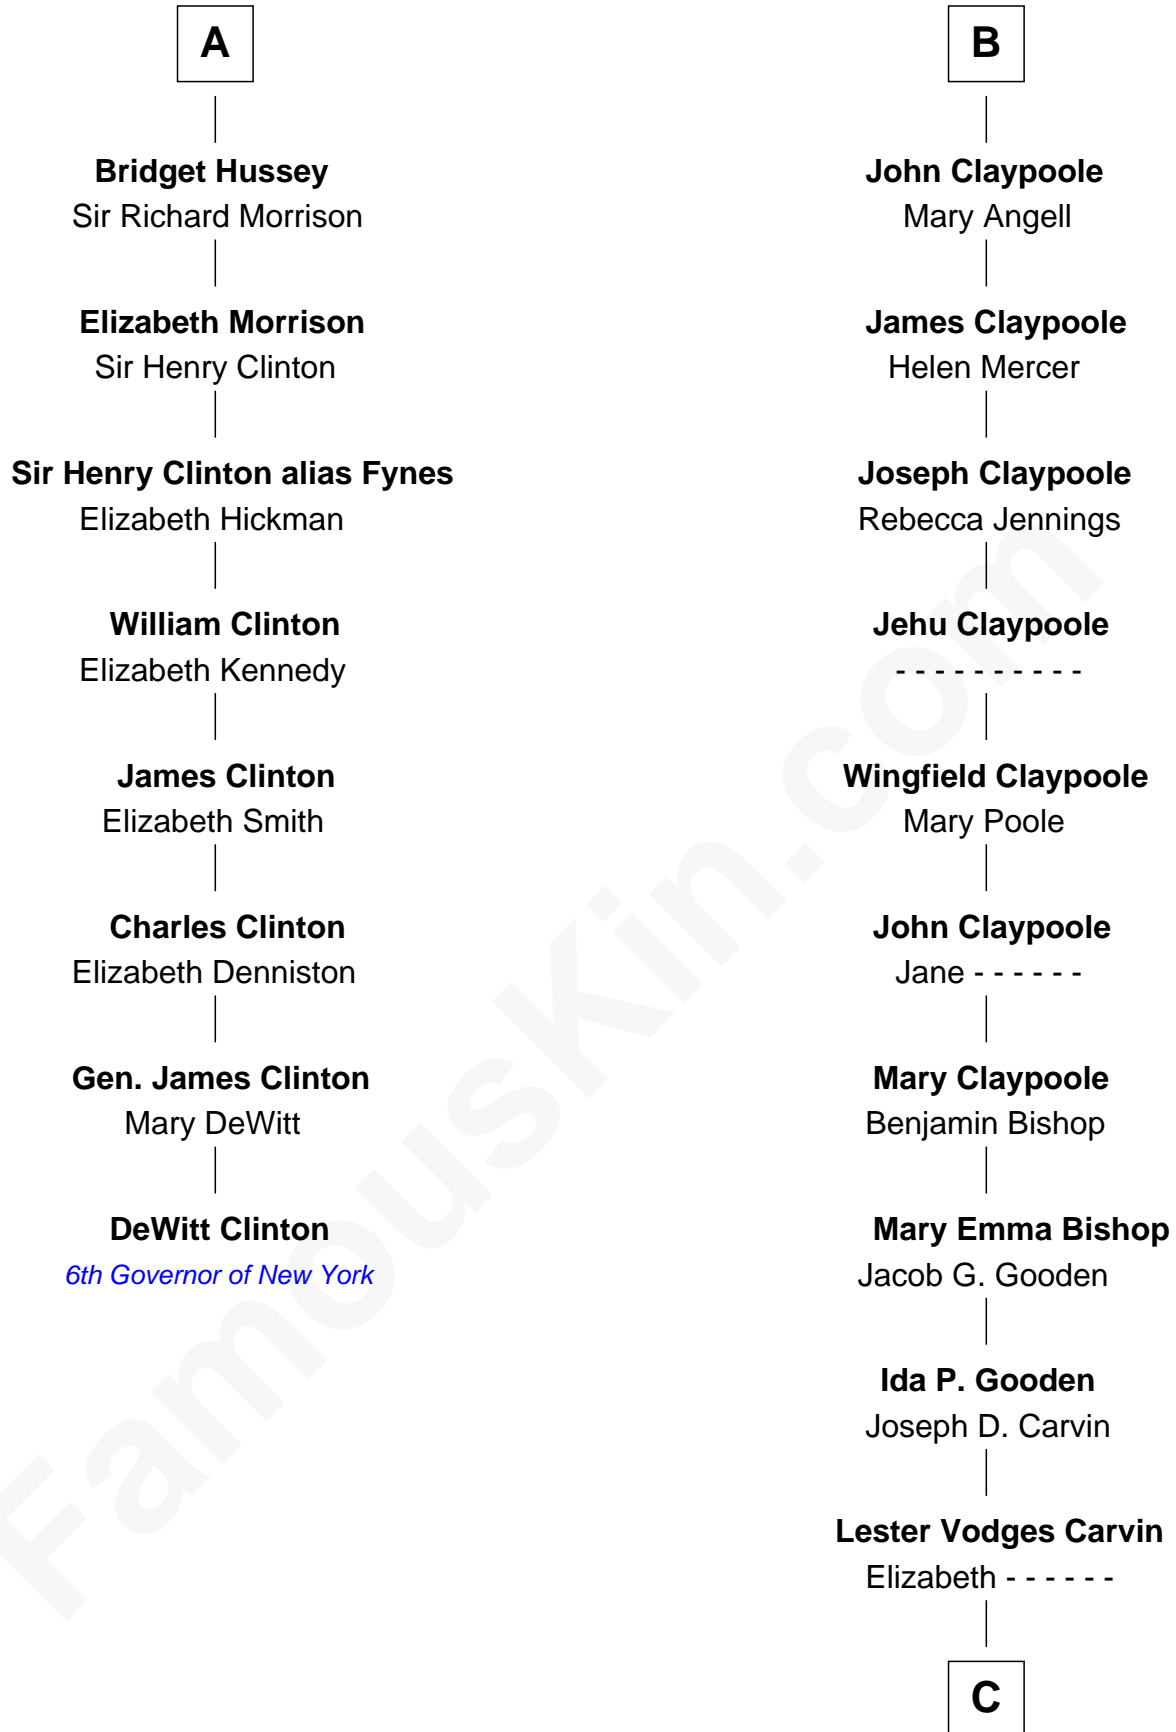 A
Bridget Hussey
Sir Richard Morrison
Elizabeth Morrison
Sir Henry Clinton
Sir Henry Clinton alias Fynes
Elizabeth Hickman
William Clinton
Elizabeth Kennedy
James Clinton
Elizabeth Smith
Charles Clinton
Elizabeth Denniston
Gen. James Clinton
Mary DeWitt
DeWitt Clinton
6th Governor of New York
B
John Claypoole
Mary Angell
James Claypoole
Helen Mercer
Joseph Claypoole
Rebecca Jennings
Jehu Claypoole
- - - - - - - - - -
Wingfield Claypoole
Mary Poole
John Claypoole
Jane - - - - - -
Mary Claypoole
Benjamin Bishop
Mary Emma Bishop
Jacob G. Gooden
Ida P. Gooden
Joseph D. Carvin
Lester Vodges Carvin
Elizabeth - - - - - -
C
FamousKin.com